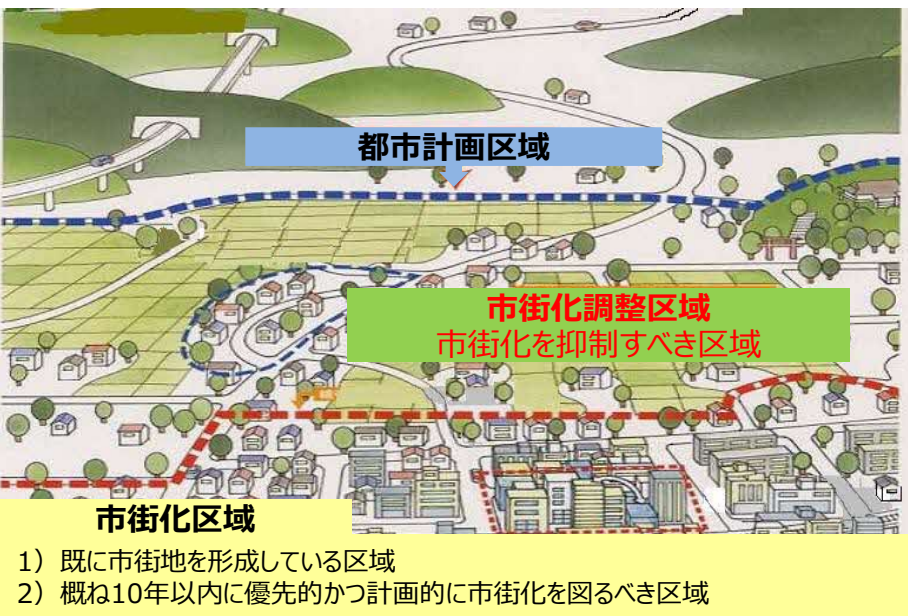 都市計画区域
市街化調整区域
市街化を抑制すべき区域
市街化区域
1）既に市街地を形成している区域
2）概ね10年以内に優先的かつ計画的に市街化を図るべき区域